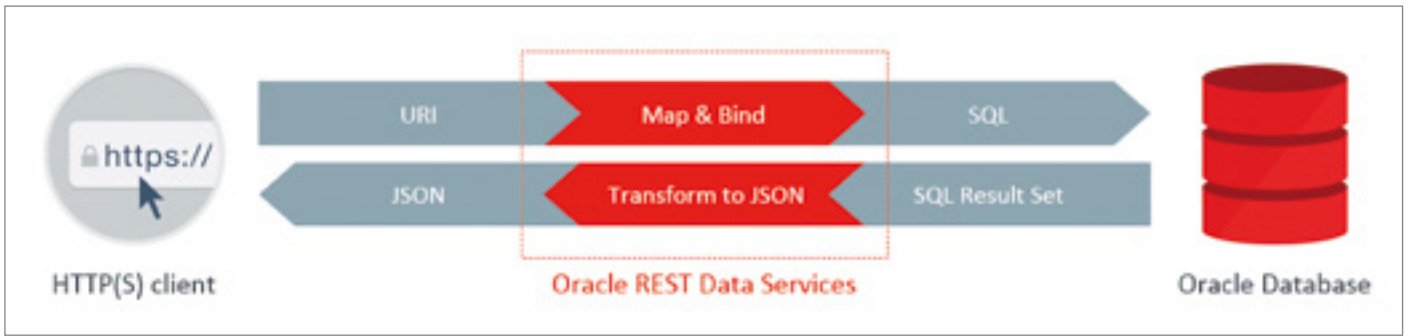 URI
Map & Bind
SQL
https://
JSON
Transform to JSON
SQL Result Set
HTTP(S) client
Oracle REST Data Services
Oracle Database